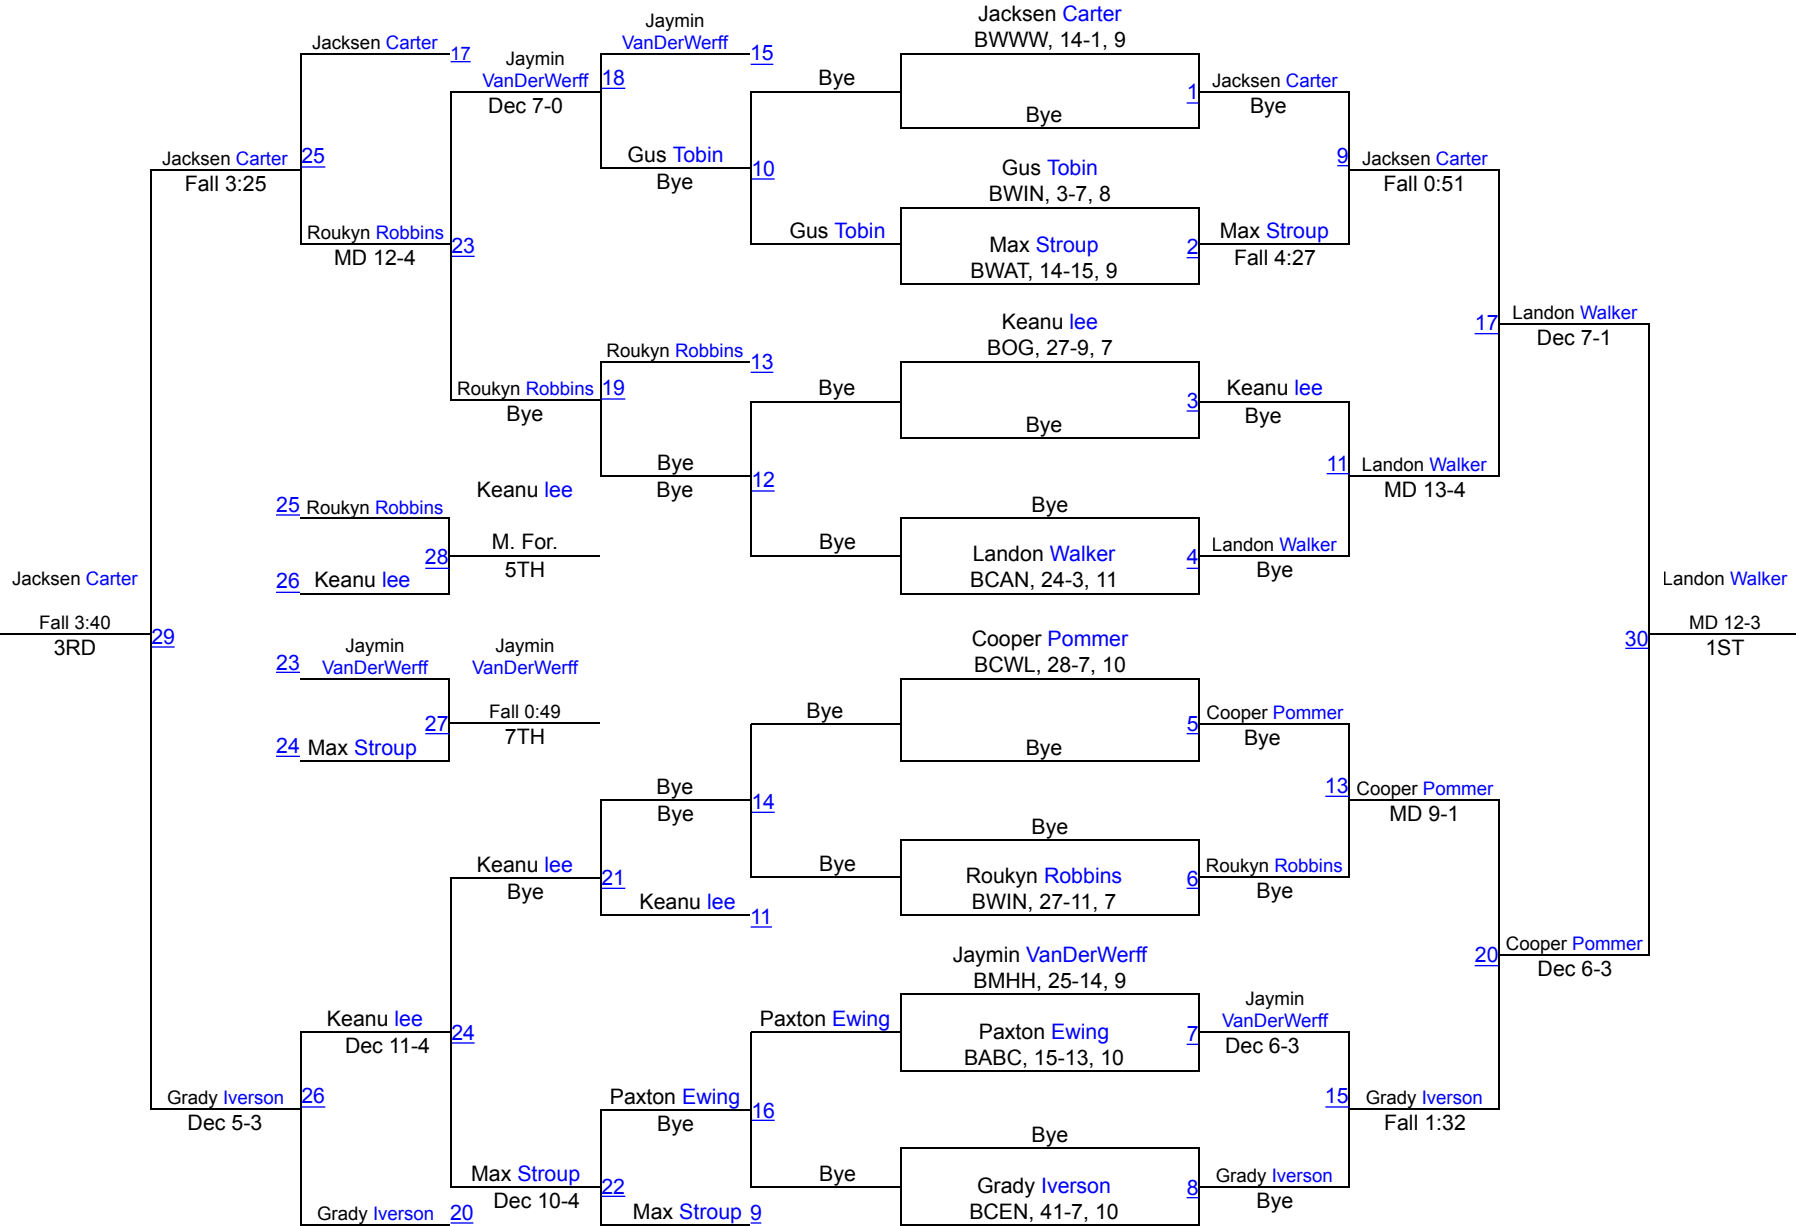 Jacksen Carter
17
Jacksen Carter
Fall 3:25
25
Roukyn Robbins
MD 12-4
23
Jaymin
VanDerWerff
Dec 7-0
18
Jaymin
VanDerWerff
15
Gus Tobin
Bye
10
Bye
Gus Tobin
Roukyn Robbins
Bye
19
Roukyn Robbins
13
Bye
Bye
12
Bye
Bye
Jacksen Carter
BWWW, 14-1, 9
Bye
1
Jacksen Carter
Bye
Gus Tobin
BWIN, 3-7, 8
Max Stroup
BWAT, 14-15, 9
2
Max Stroup
Fall 4:27
9
Jacksen Carter
Fall 0:51
Keanu lee
BOG, 27-9, 7
Bye
3
Keanu lee
Bye
Bye
Landon Walker
BCAN, 24-3, 11
4
Landon Walker
Bye
11
Landon Walker
MD 13-4
17
Landon Walker
Dec 7-1
25
Roukyn Robbins
26
Keanu lee
28
Keanu lee
M. For.
5TH
Jacksen Carter
Fall 3:40
3RD
29
23
Jaymin
VanDerWerff
24
Max Stroup
27
Jaymin
VanDerWerff
Fall 0:49
7TH
Landon Walker
MD 12-3
1ST
30
Cooper Pommer
BCWL, 28-7, 10
Bye
5
Cooper Pommer
Bye
Bye
Roukyn Robbins
BWIN, 27-11, 7
6
Roukyn Robbins
Bye
13
Cooper Pommer
MD 9-1
Bye
Bye
14
Bye
Bye
Keanu lee
Bye
21
Keanu lee
11
Jaymin VanDerWerff
BMHH, 25-14, 9
Paxton Ewing
BABC, 15-13, 10
7
Jaymin
VanDerWerff
Dec 6-3
Bye
Grady Iverson
BCEN, 41-7, 10
8
Grady Iverson
Bye
15
Grady Iverson
Fall 1:32
20
Cooper Pommer
Dec 6-3
Paxton Ewing
Bye
Paxton Ewing
Bye
16
Max Stroup
Dec 10-4
22
Max Stroup
9
Keanu lee
Dec 11-4
24
Grady Iverson
Dec 5-3
26
Grady Iverson
20